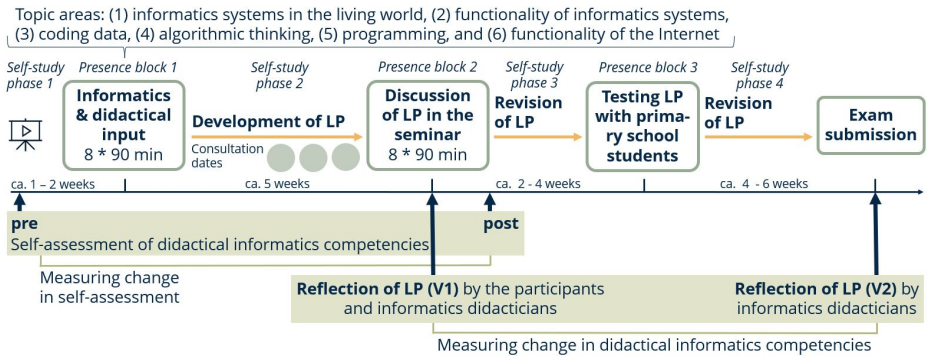 Topic areas: (1) informatics systems in the living world, (2) functionality of informatics systems,
(3) coding data, (4) algorithmic thinking, (5) programming, and (6) functionality of the Internet
Self-study
phase 1
Presence block 1
Informatics
& didactical
input
8 * 90 min
Self-study
phase 2
Development of LP
Consultation
dates
Presence block 2
Discussion
of LP in the
seminar
8 * 90 min
Self-study
phase 3
Revision
of LP
Presence block 3
Testing LP
with prima-
ry school
students
Self-study
phase 4
Revision
of LP
Exam
submission
ca. 1 – 2 weeks
ca. 5 weeks
ca. 2 - 4 weeks
ca. 4 - 6 weeks
pre
post
Self-assessment of didactical informatics competencies
Measuring change
in self-assessment
Reflection of LP (V1) by the participants
and informatics didacticians
Reflection of LP (V2) by
informatics didacticians
Measuring change in didactical informatics competencies